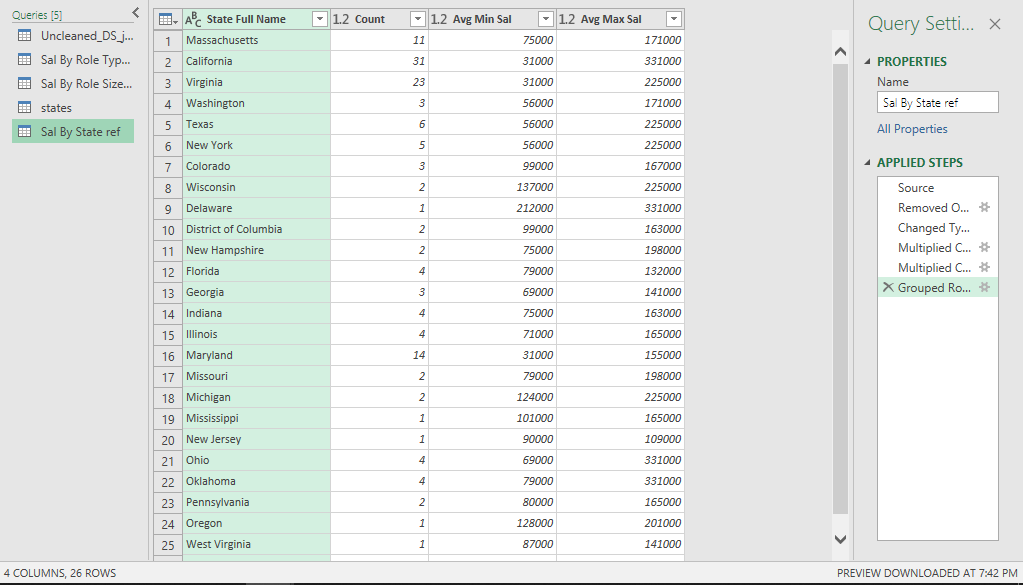 Queries [5]
Uncleaned_DS_j...
Sal By Role Typ...
Sal By Role Size...
states
Sal By State ref
ABC State Full Name 1.2 Count 1.2 Avg Min Sal 1.2 Avg Max Sal
1 Massachusetts 11 75000 171000
2 California 31 31000 331000
3 Virginia 23 31000 225000
4 Washington 3 56000 171000
5 Texas 6 56000 225000
6 New York 5 56000 225000
7 Colorado 3 99000 167000
8 Wisconsin 2 137000 225000
9 Delaware 1 212000 331000
10 District of Columbia 2 99000 163000
11 New Hampshire 2 75000 198000
12 Florida 4 79000 132000
13 Georgia 3 69000 141000
14 Indiana 4 75000 163000
15 Illinois 4 71000 165000
16 Maryland 14 31000 155000
17 Missouri 2 79000 198000
18 Michigan 2 124000 225000
19 Mississippi 1 101000 165000
20 New Jersey 1 90000 109000
21 Ohio 4 69000 331000
22 Oklahoma 4 79000 331000
23 Pennsylvania 2 80000 165000
24 Oregon 1 128000 201000
25 West Virginia 1 87000 141000
Query Setti...
PROPERTIES
Name
Sal By State ref
All Properties
APPLIED STEPS
Source
Removed O...
Changed Ty...
Multiplied C...
Multiplied C...
Grouped Ro...
4 COLUMNS, 26 ROWS
PREVIEW DOWNLOADED AT 7:42 PM